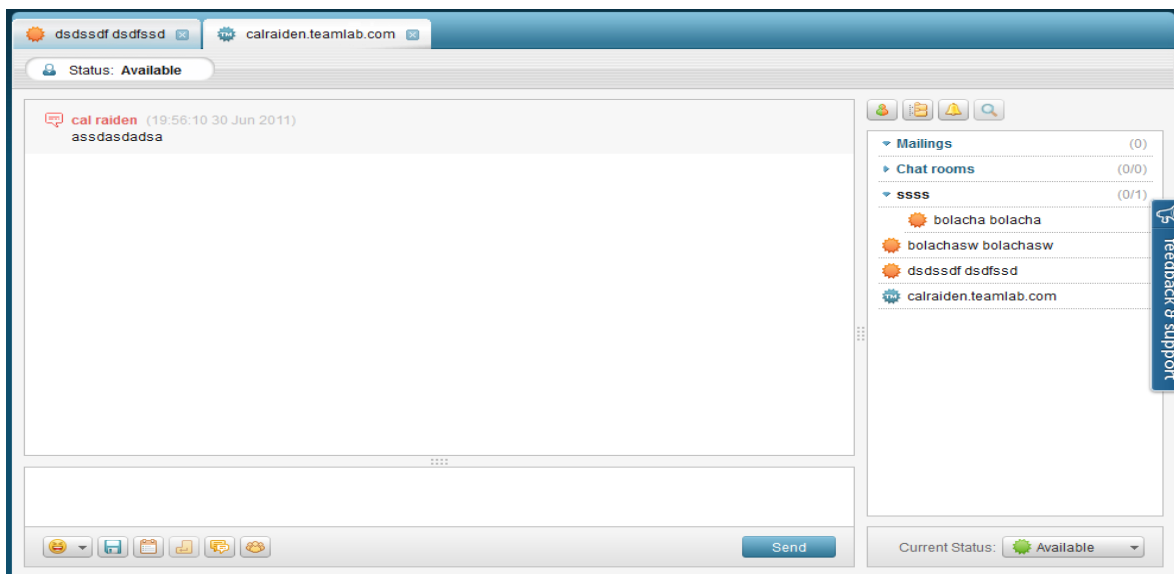 dsdssdf dsdfssd
TM calraiden.teamlab.com
Status: Available
cal raiden (19:56:10 30 Jun 2011)
assdasdadsa
Mailings (0)
Chat rooms (0/0)
ssss (0/1)
bolacha bolacha
bolachasw bolachasw
dsdssdf dsdfssd
TM calraiden.teamlab.com
feedback & support
Send
Current Status: Available